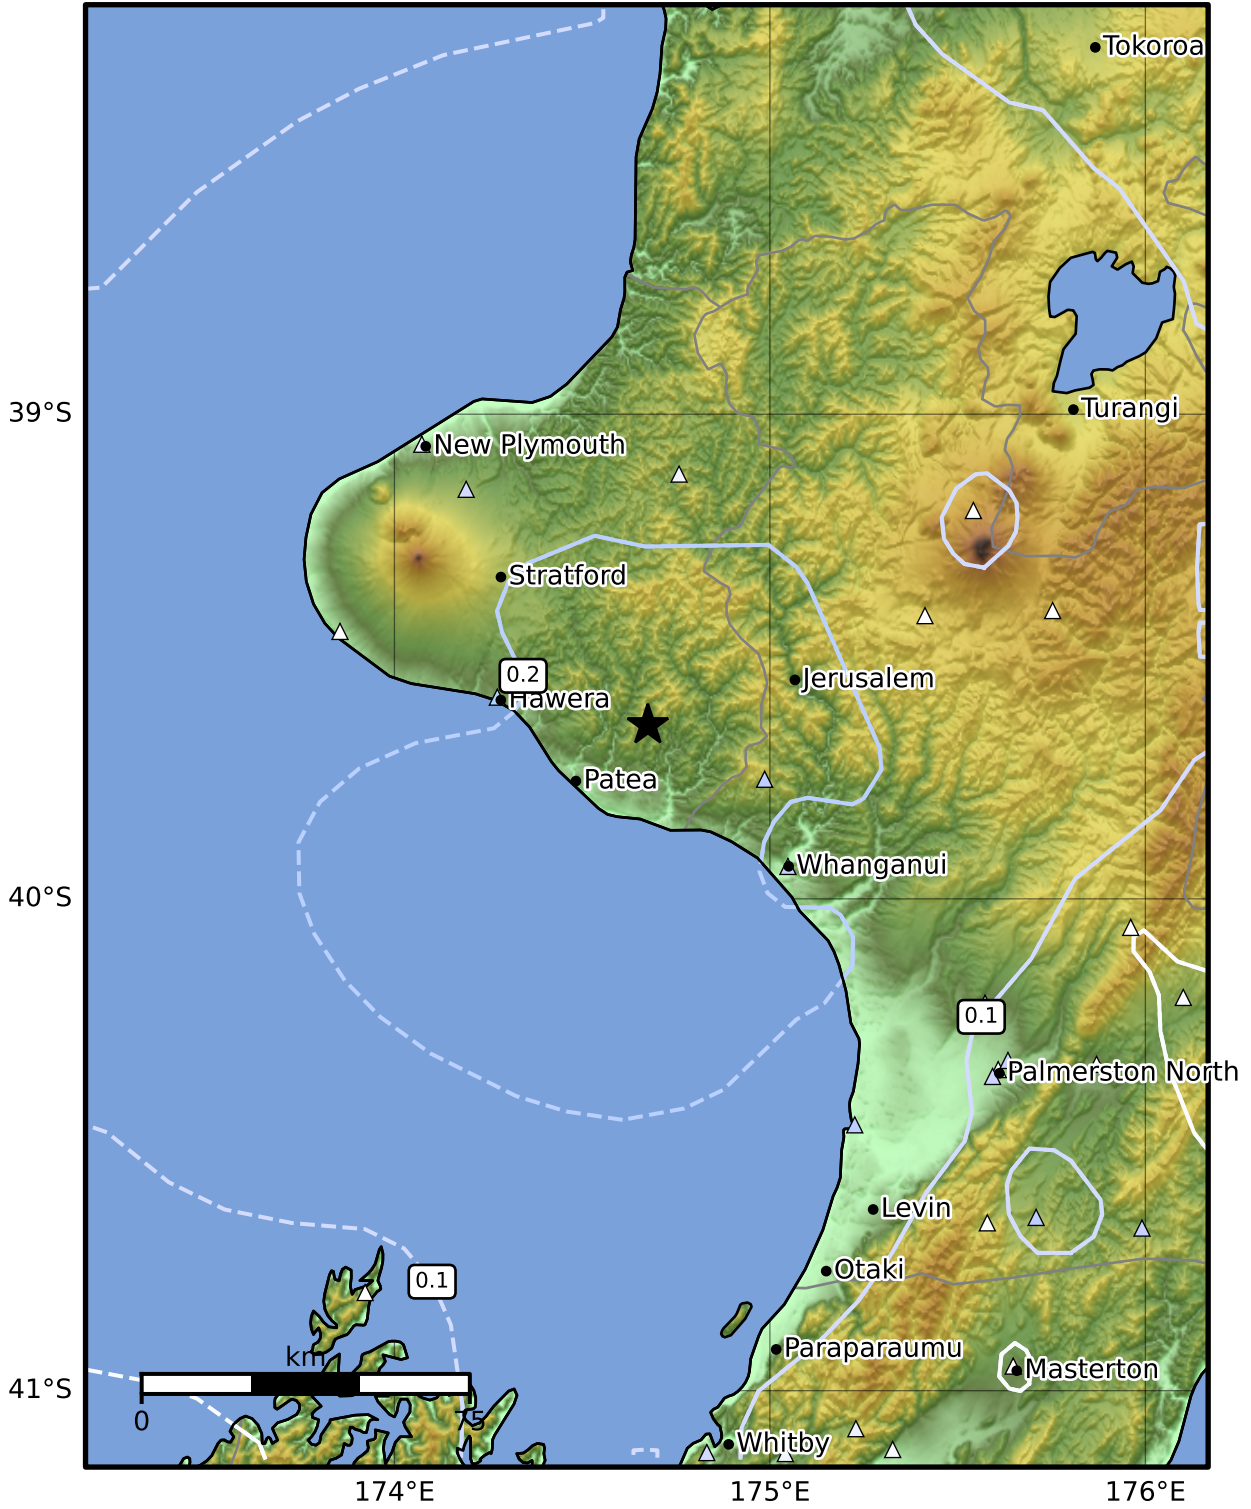 Tokoroa
39°S
Turangi
New Plymouth
Stratford
0.2
Jerusalem
Hawera
Patea
Whanganui
40°S
0.1
Palmerston North
Levin
Otaki
0.1
Paraparaumu
km
Masterton
41°S
0
75
Whitby
174°E
175°E
176°E